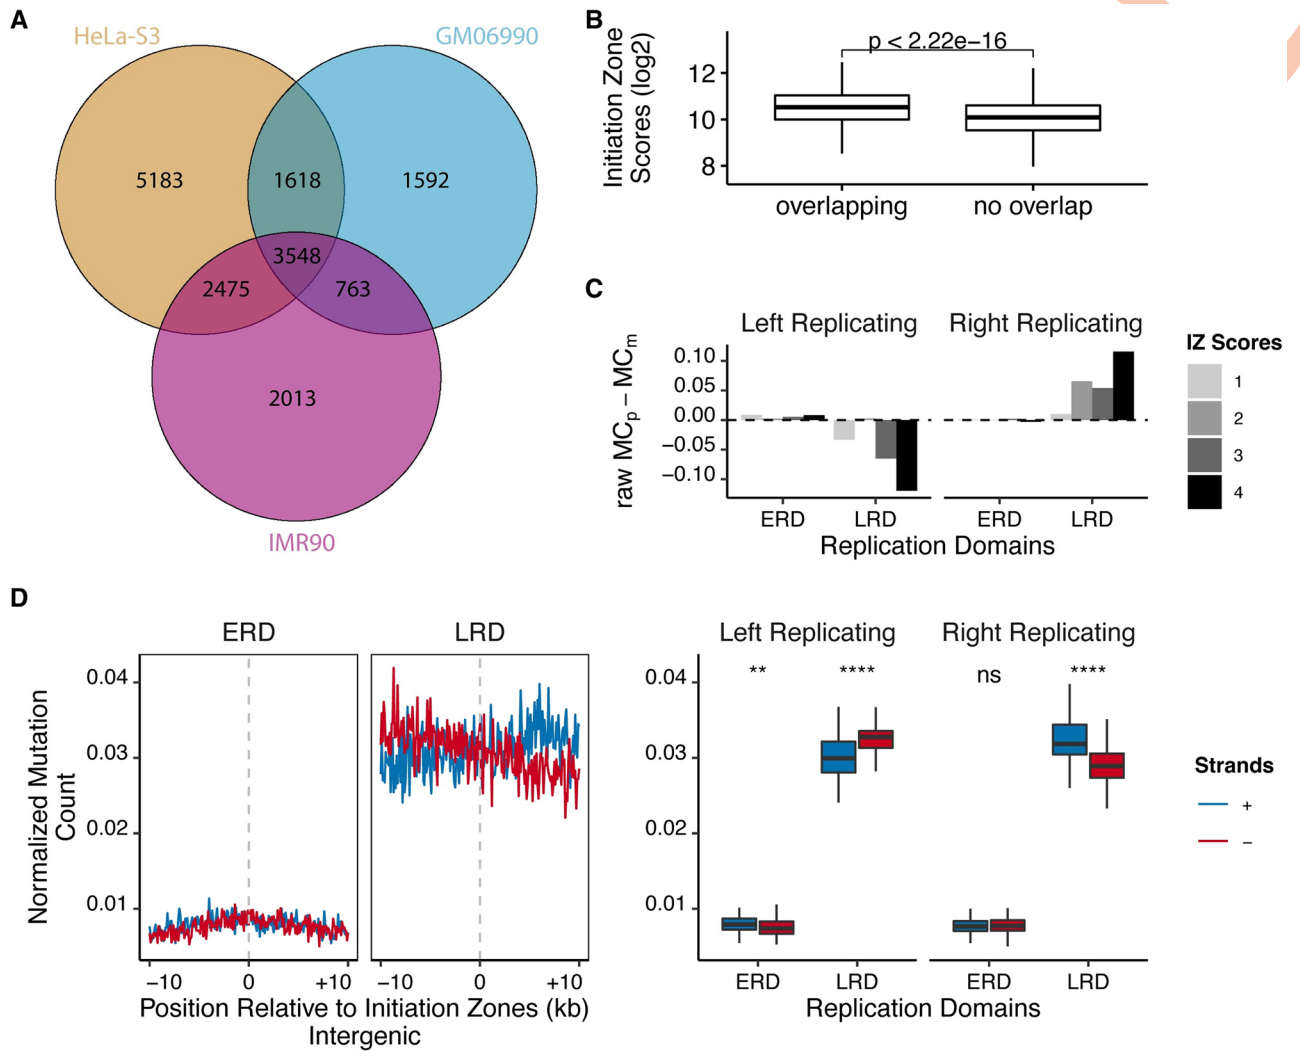 A
HeLa-S3
GM06990
5183
1618
1592
3548
2475
763
2013
IMR90
B
Initiation Zone
Scores (log2)
12
10
8
p < 2.22e−16
overlapping
no overlap
C
Left Replicating
Right Replicating
raw MCp − MCm
0.10
0.05
0.00
−0.05
−0.10
ERD
LRD
ERD
LRD
Replication Domains
IZ Scores
1
2
3
4
D
ERD
LRD
Normalized Mutation
Count
0.04
0.03
0.02
0.01
−10
0
+10
−10
0
+10
Position Relative to Initiation Zones (kb)
Intergenic
Left Replicating
Right Replicating
0.04
0.03
0.02
0.01
**
****
ns
****
ERD
LRD
ERD
LRD
Replication Domains
Strands
+
−